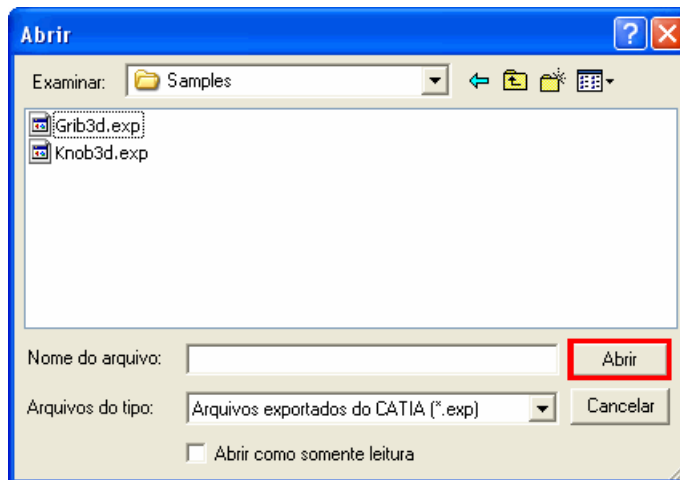 Abrir
Examinar: Samples
Grib3d.exp
Knob3d.exp
Nome do arquivo: Abrir
Arquivos do tipo: Arquivos exportados do CATIA (*.exp) Cancelar
Abrir como somente leitura